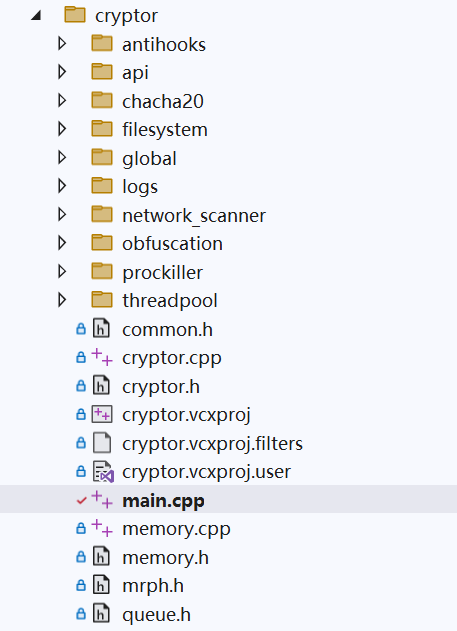 cryptor
antihooks
api
chacha20
filesystem
global
logs
network_scanner
obfuscation
prockiller
threadpool
common.h
cryptor.cpp
cryptor.h
cryptor.vcxproj
cryptor.vcxproj.filters
cryptor.vcxproj.user
main.cpp
memory.cpp
memory.h
mrph.h
queue.h